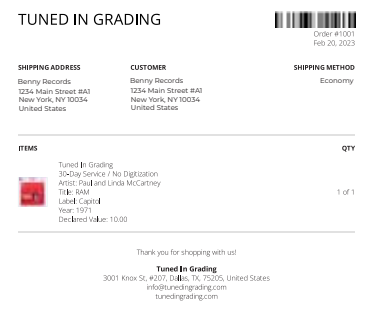 TUNED IN GRADING
Order #1001
Feb 20, 2023
SHIPPING ADDRESS
Benny Records
1234 Main Street #A1
New York, NY 10034
United States
CUSTOMER
Benny Records
1234 Main Street #A1
New York, NY 10034
United States
SHIPPING METHOD
Economy
ITEMS
QTY
Tuned In Grading
30-Day Service / No Digitization
Artist: Paul and Linda McCartney
Title: RAM
Label: Capitol
Year: 1971
Declared Value: 10.00
1 of 1
Thank you for shopping with us!
Tuned In Grading
3001 Knox St, #207, Dallas, TX, 75205, United States
info@tunedingrading.com
tunedingrading.com